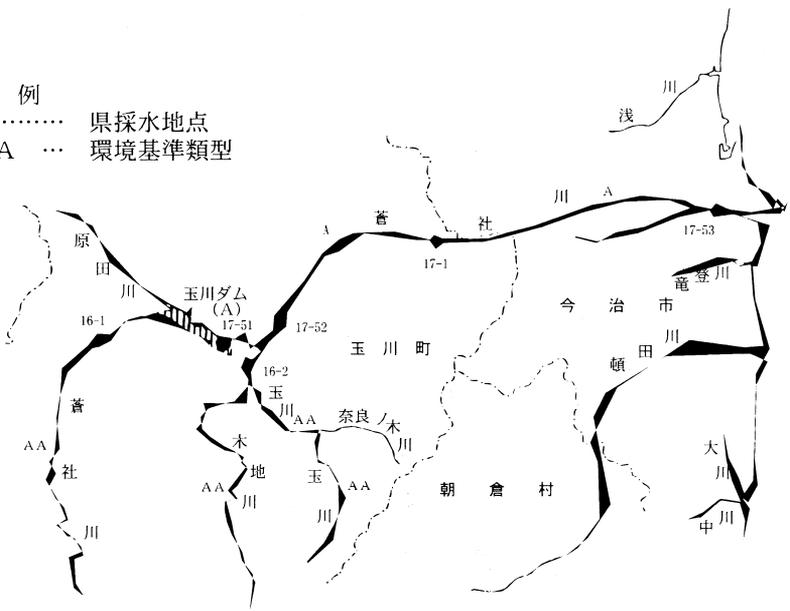 例
……… 県採水地点
A … 環境基準類型
浅川
蒼社川
A
A
17-53
17-1
原田川
玉川ダム
(A)
竜登川
今治市
16-1
17-51
17-52
玉川町
頓田川
16-2
玉川
AA
奈良ノ木川
蒼社川
AA
木地川
AA
玉川
AA
朝倉村
大川
中川